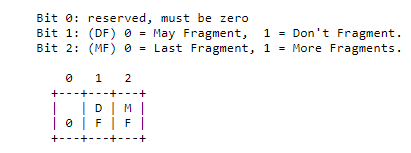 Bit 0: reserved, must be zero
Bit 1: (DF) 0 = May Fragment,  1 = Don't Fragment.
Bit 2: (MF) 0 = Last Fragment, 1 = More Fragments.
  0   1   2
+---+---+---+
|   | D | M |
| 0 | F | F |
+---+---+---+